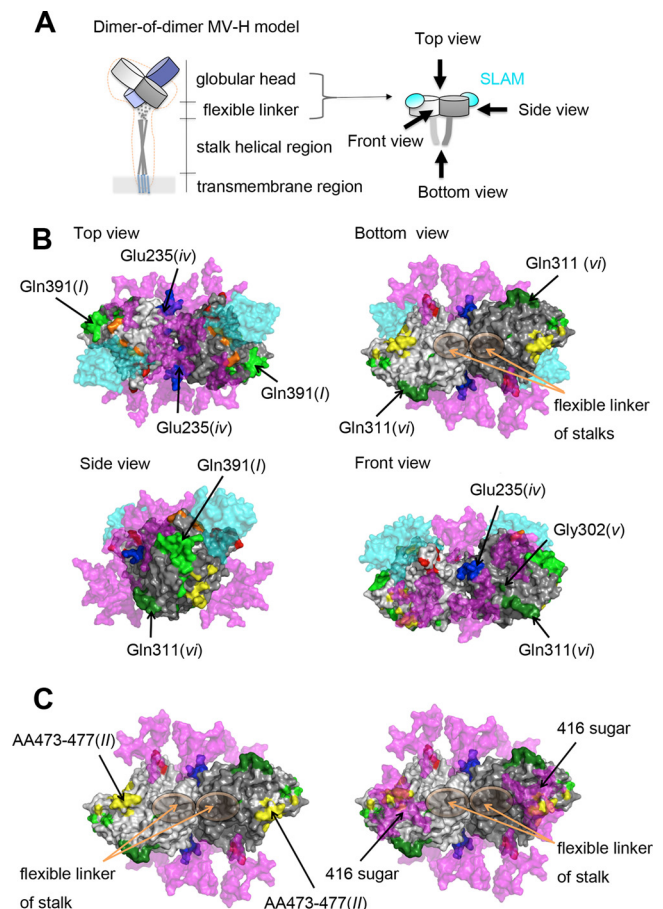 A
Dimer-of-dimer MV-H model
globular head
flexible linker
stalk helical region
transmembrane region
Top view
SLAM
Side view
Front view
Bottom view
B
Top view
Glu235(iv)
Gln391(I)
Gln391(I)
Glu235(iv)
Bottom view
Gln311 (vi)
Gln311(vi)
flexible linker
of stalks
Side view
Gln391(I)
Gln311(vi)
Front view
Glu235(iv)
Gly302(v)
Gln311(vi)
C
AA473-477(II)
flexible linker
of stalk
AA473-477(II)
416 sugar
416 sugar
flexible linker
of stalk